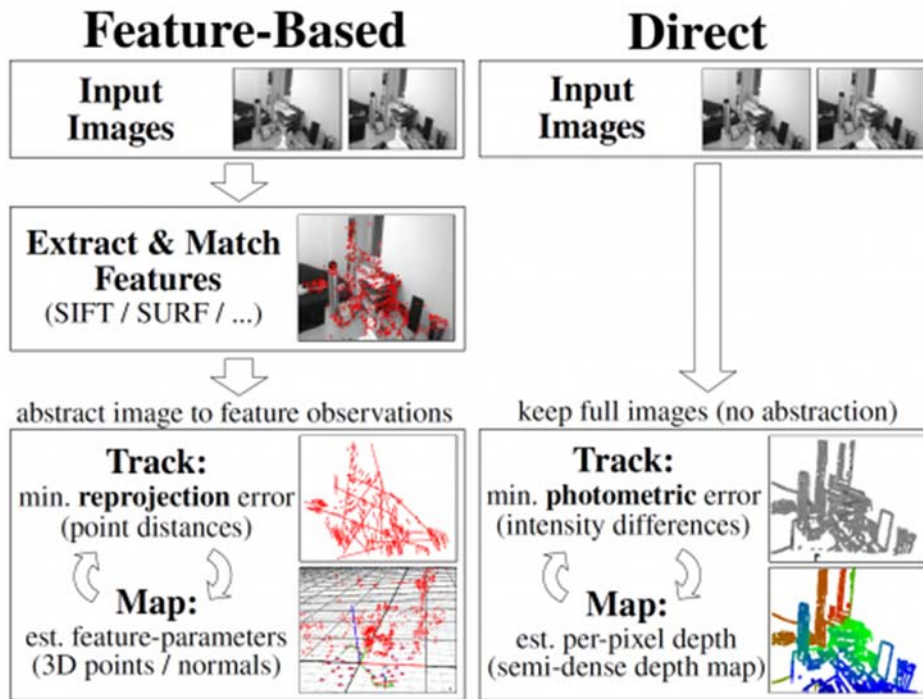 Feature-Based
Input
Images
Extract & Match
Features
(SIFT / SURF / ...)
abstract image to feature observations
Track:
min. reprojection error
(point distances)
Map:
est. feature-parameters
(3D points / normals)
Direct
Input
Images
keep full images (no abstraction)
Track:
min. photometric error
(intensity differences)
Map:
est. per-pixel depth
(semi-dense depth map)